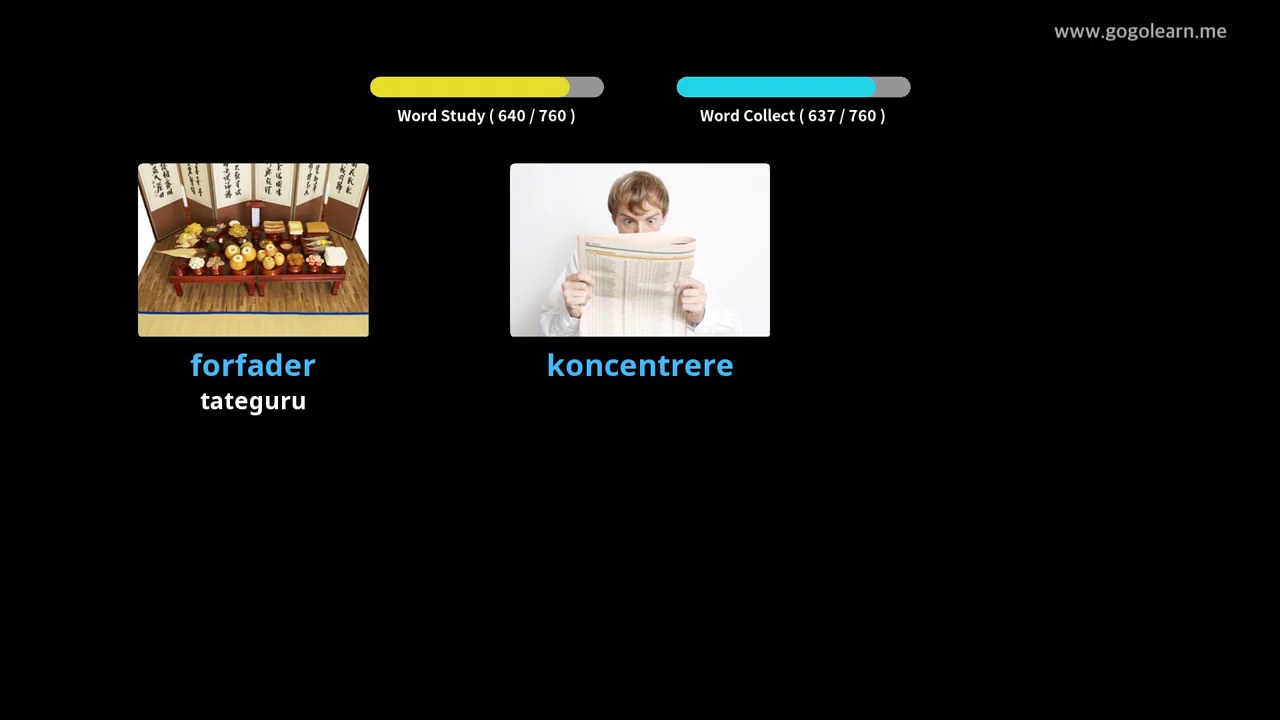 www.gogolearn.me
Word Study ( 640 / 760 )
Word Collect ( 637 / 760 )
forfader
tateguru
koncentrere